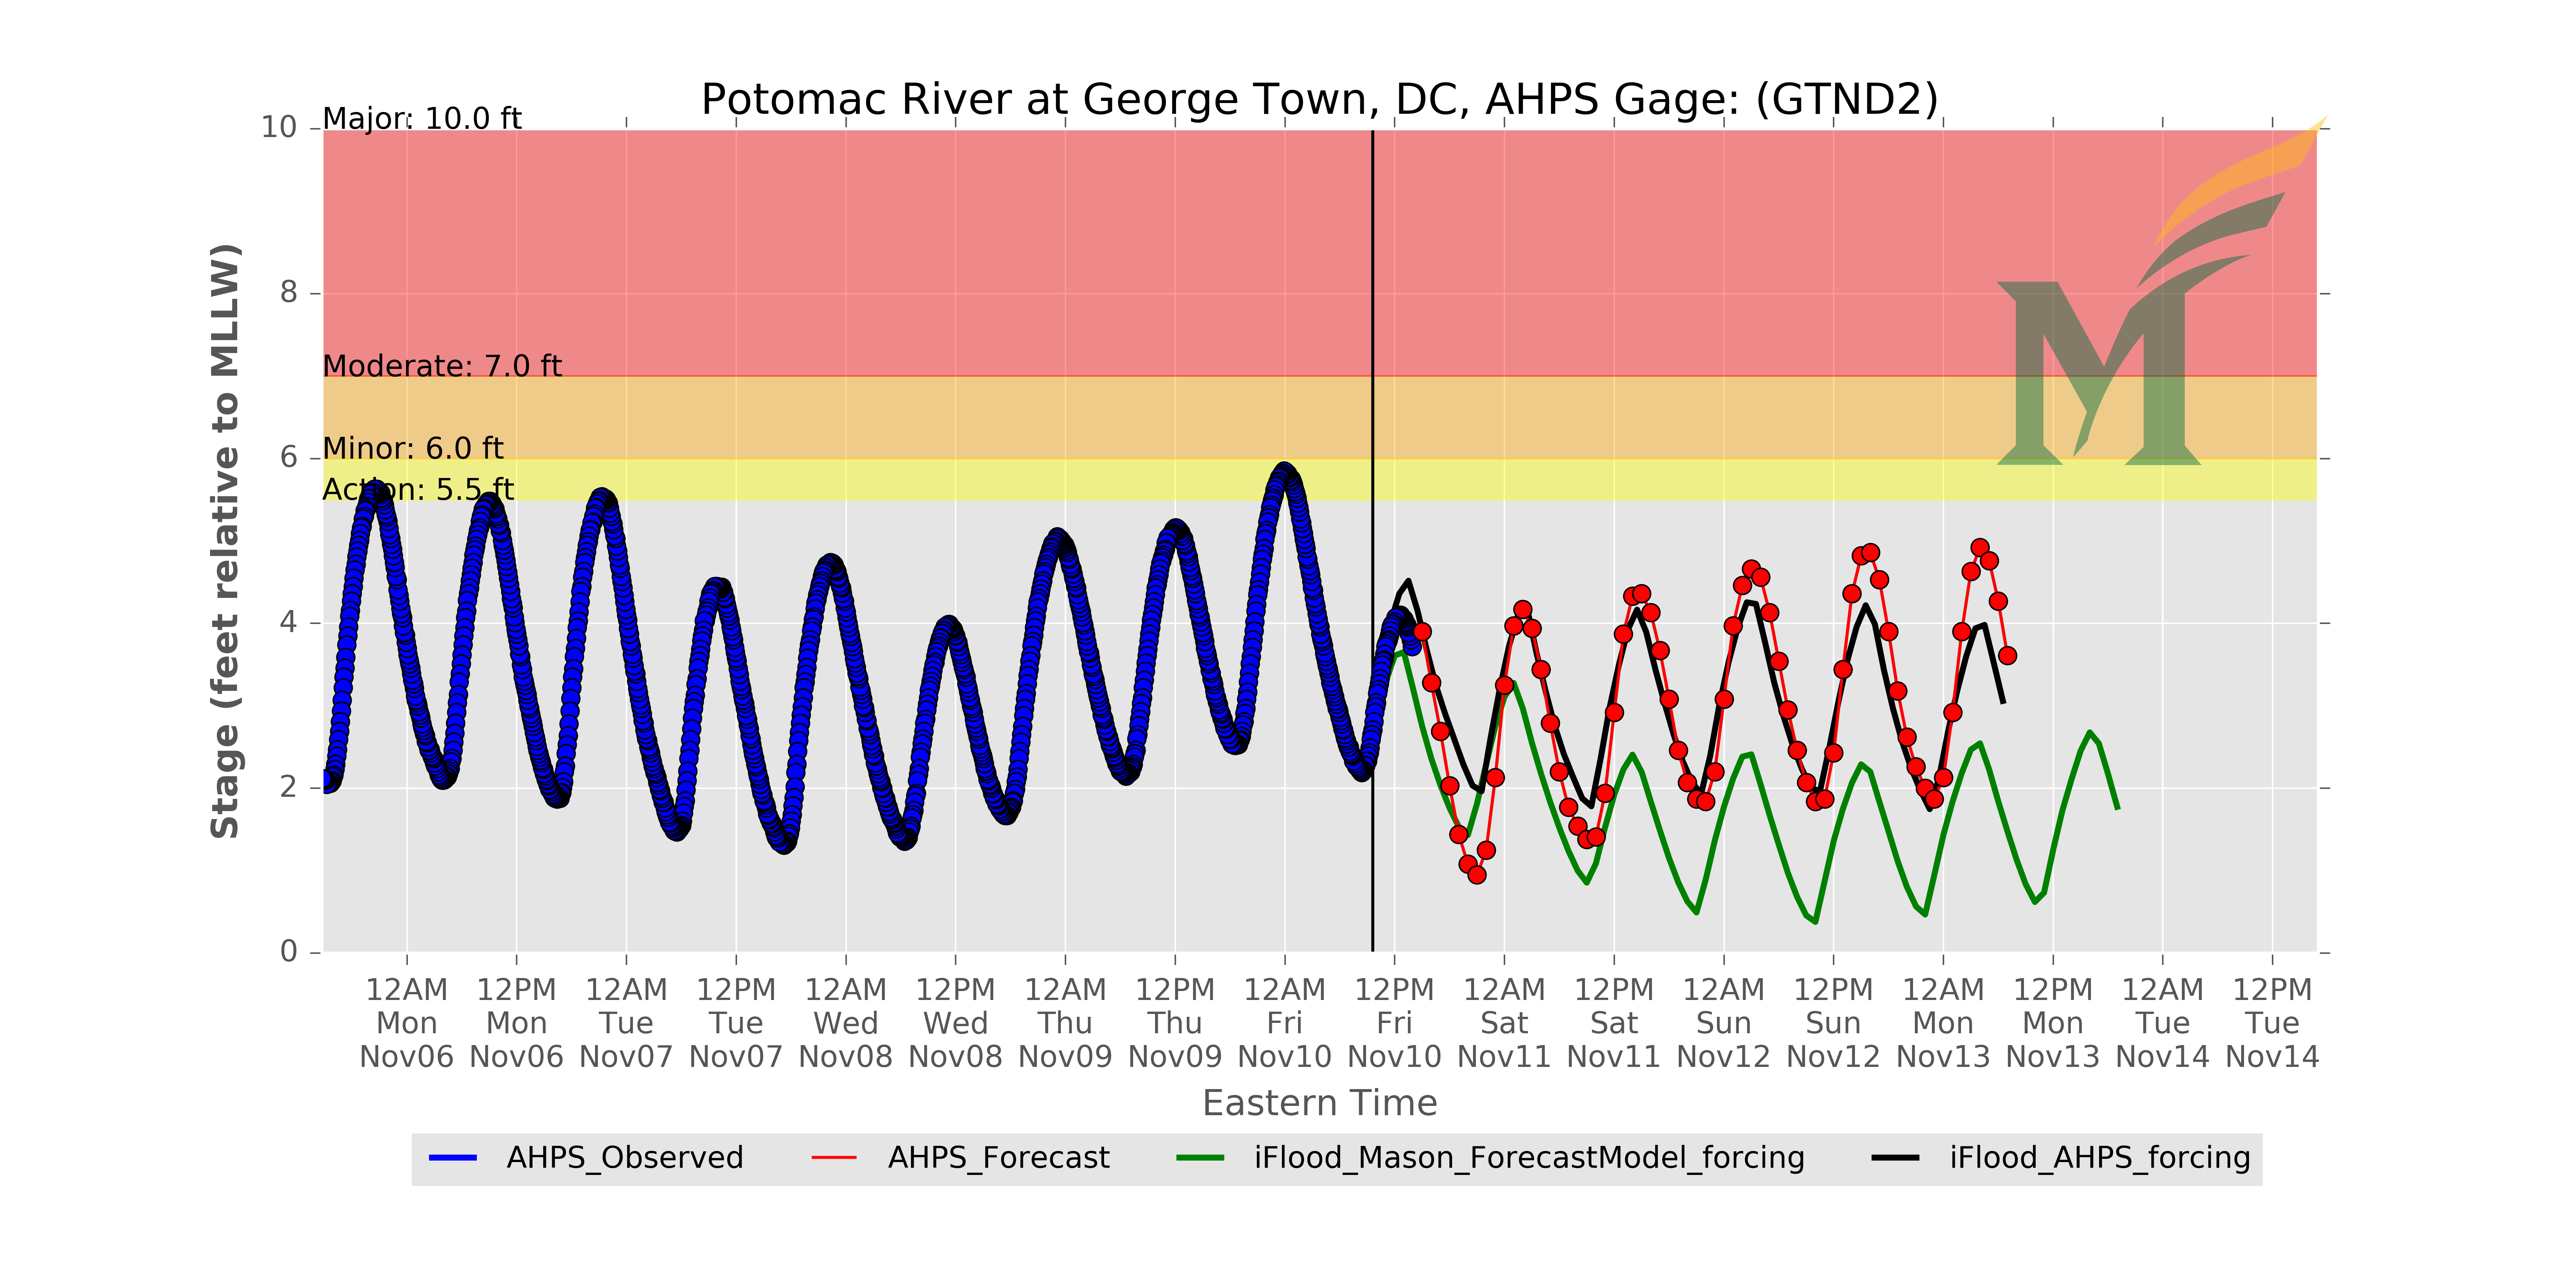 Potomac River at George Town, DC, AHPS Gage: (GTND2)
Major: 10.0 ft
Moderate: 7.0 ft
Minor: 6.0 ft
Action: 5.5 ft
10
8
6
4
2
0
Stage (feet relative to MLLW)
12AM 12PM 12AM 12PM 12AM 12PM 12AM 12PM 12AM 12PM 12AM 12PM 12AM 12PM 12AM 12PM 12AM 12PM
Mon Mon Tue Tue Wed Wed Thu Thu Fri Fri Sat Sat Sun Sun Mon Mon Tue Tue
Nov06 Nov06 Nov07 Nov07 Nov08 Nov08 Nov09 Nov09 Nov10 Nov10 Nov11 Nov11 Nov12 Nov12 Nov13 Nov13 Nov14 Nov14
Eastern Time
AHPS_Observed AHPS_Forecast iFlood_Mason_ForecastModel_forcing iFlood_AHPS_forcing